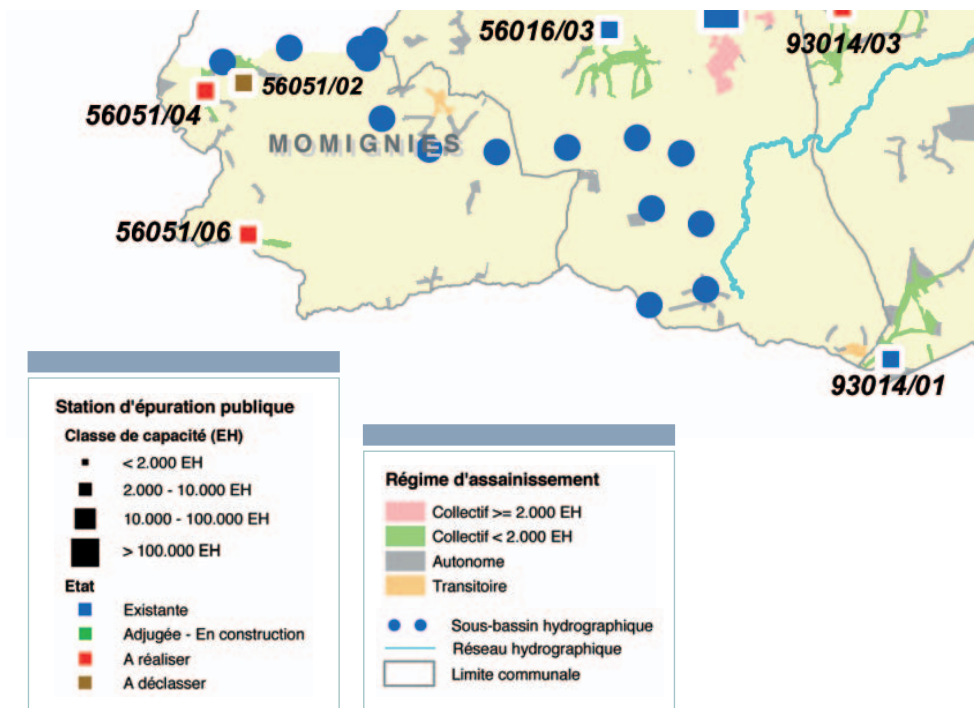 56016/03
93014/03
56051/02
56051/04
MOMIGNIES
56051/06
93014/01
Station d'épuration publique
Classe de capacité (EH)
< 2.000 EH
2.000 - 10.000 EH
10.000 - 100.000 EH
> 100.000 EH
Etat
Existante
Adjugée - En construction
A réaliser
A déclasser
Régime d'assainissement
Collectif >= 2.000 EH
Collectif < 2.000 EH
Autonome
Transitoire
Sous-bassin hydrographique
Réseau hydrographique
Limite communale